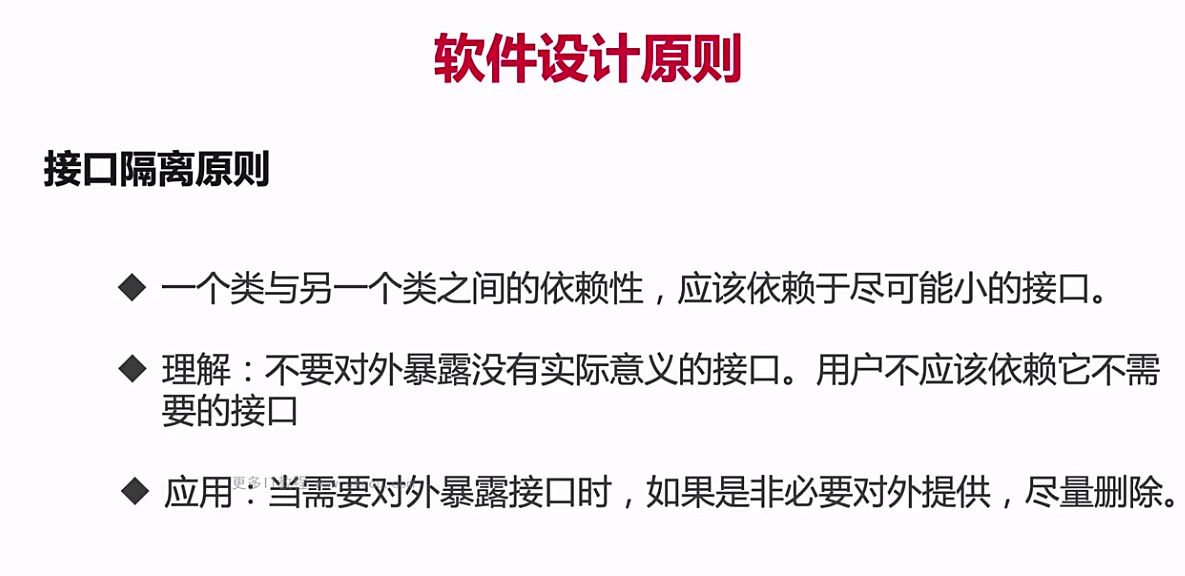 软件设计原则
接口隔离原则
◆ 一个类与另一个类之间的依赖性，应该依赖于尽可能小的接口。
◆ 理解：不要对外暴露没有实际意义的接口。用户不应该依赖它不需
要的接口
◆ 应用：当需要对外暴露接口时，如果是非必要对外提供，尽量删除。
更多